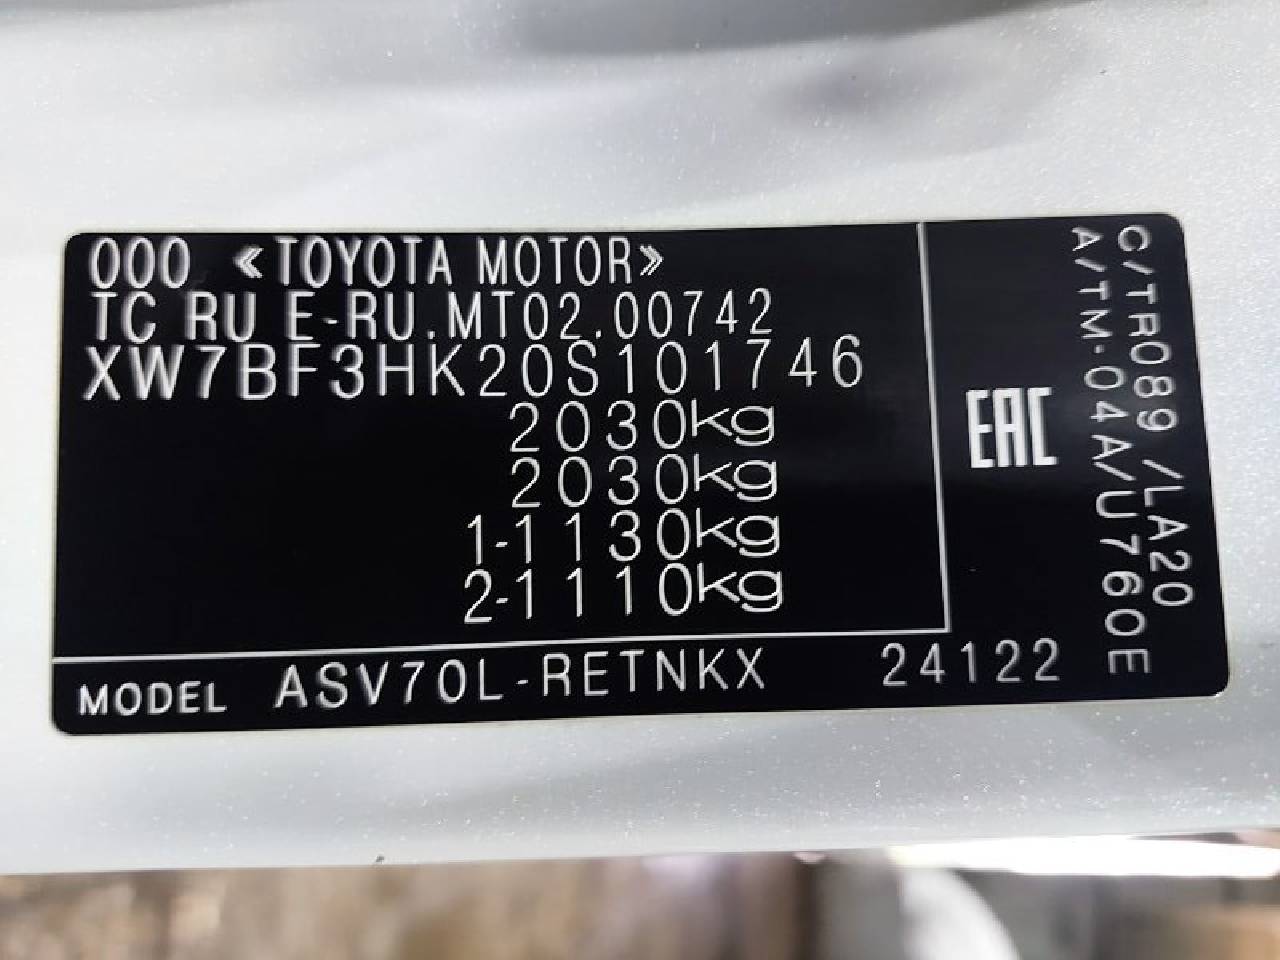 ООО «TOYOTA MOTOR»
TC RU E-RU.MT02.00742
XW7BF3HK20S101746
2030kg
2030kg
1-1130kg
2-1110kg
MODEL ASV70L-RETNKX 24122
EAC
C/TR089 /LA20
A/TM-04A/U760E